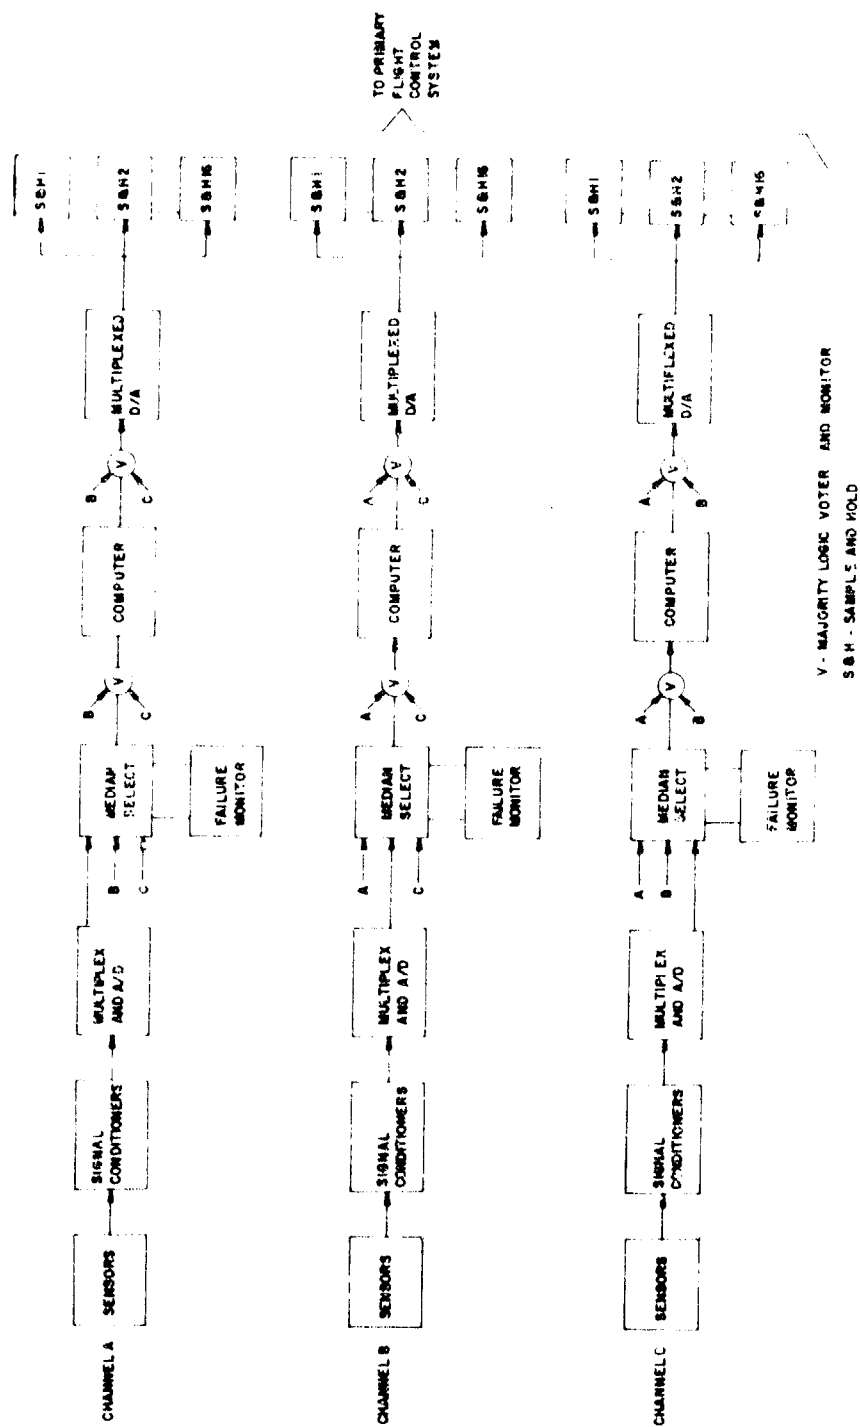 CHANNEL A
SENSORS
SIGNAL
CONDITIONERS
MULTIPLEX
AND A/D
B
C
MEDIAN
SELECT
FAILURE
MONITOR
B
V
C
COMPUTER
B
V
C
MULTIPLEXED
D/A
S&H1
S&H2
S&H16
CHANNEL B
SENSORS
SIGNAL
CONDITIONERS
MULTIPLEX
AND A/D
A
C
MEDIAN
SELECT
FAILURE
MONITOR
A
V
C
COMPUTER
A
V
C
MULTIPLEXED
D/A
S&H1
S&H2
S&H16
TO PRIMARY
FLIGHT
CONTROL
SYSTEM
CHANNEL C
SENSORS
SIGNAL
CONDITIONERS
MULTIPLEX
AND A/D
A
B
MEDIAN
SELECT
FAILURE
MONITOR
A
V
B
COMPUTER
A
V
B
MULTIPLEXED
D/A
S&H1
S&H2
S&H16
V - MAJORITY LOGIC VOTER AND MONITOR
S&H - SAMPLE AND HOLD